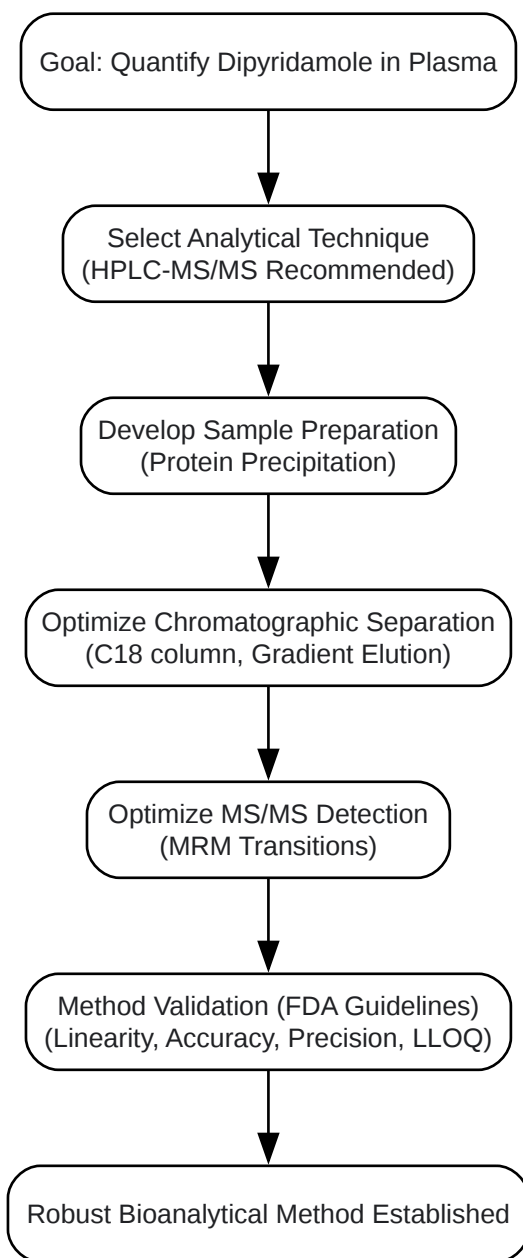 Goal: Quantify Dipyridamole in Plasma
Select Analytical Technique
(HPLC-MS/MS Recommended)
Develop Sample Preparation
(Protein Precipitation)
Optimize Chromatographic Separation
(C18 column, Gradient Elution)
Optimize MS/MS Detection
(MRM Transitions)
Method Validation (FDA Guidelines)
(Linearity, Accuracy, Precision, LLOQ)
Robust Bioanalytical Method Established